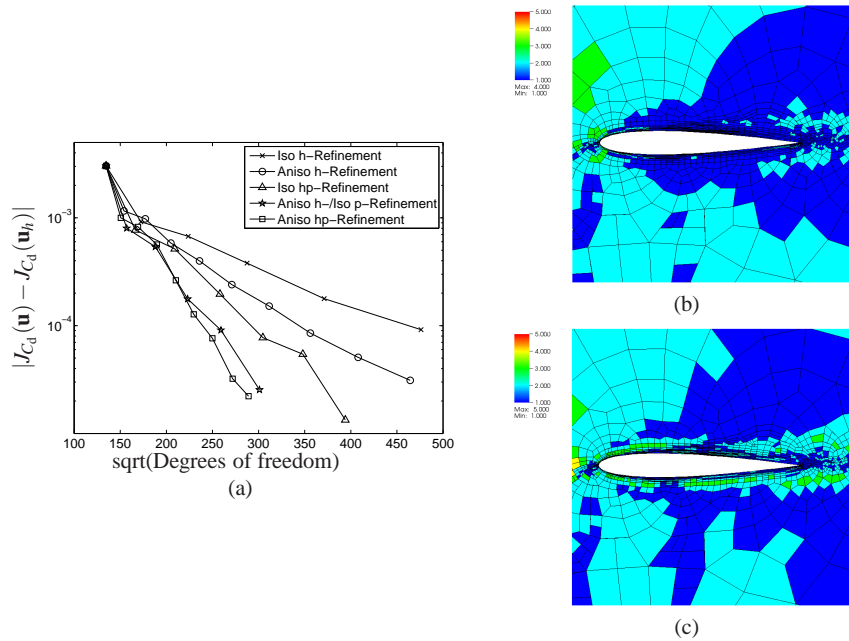 Iso h−Refinement
Aniso h−Refinement
Iso hp−Refinement
Aniso h−/Iso p−Refinement
Aniso hp−Refinement
10−3
10−4
|J_{C_d}(u) − J_{C_d}(u_h)|
100 150 200 250 300 350 400 450 500
sqrt(Degrees of freedom)
(a)
5.000
4.000
3.000
2.000
1.000
Max: 4.000
Min: 1.000
(b)
5.000
4.000
3.000
2.000
1.000
Max: 5.000
Min: 1.000
(c)